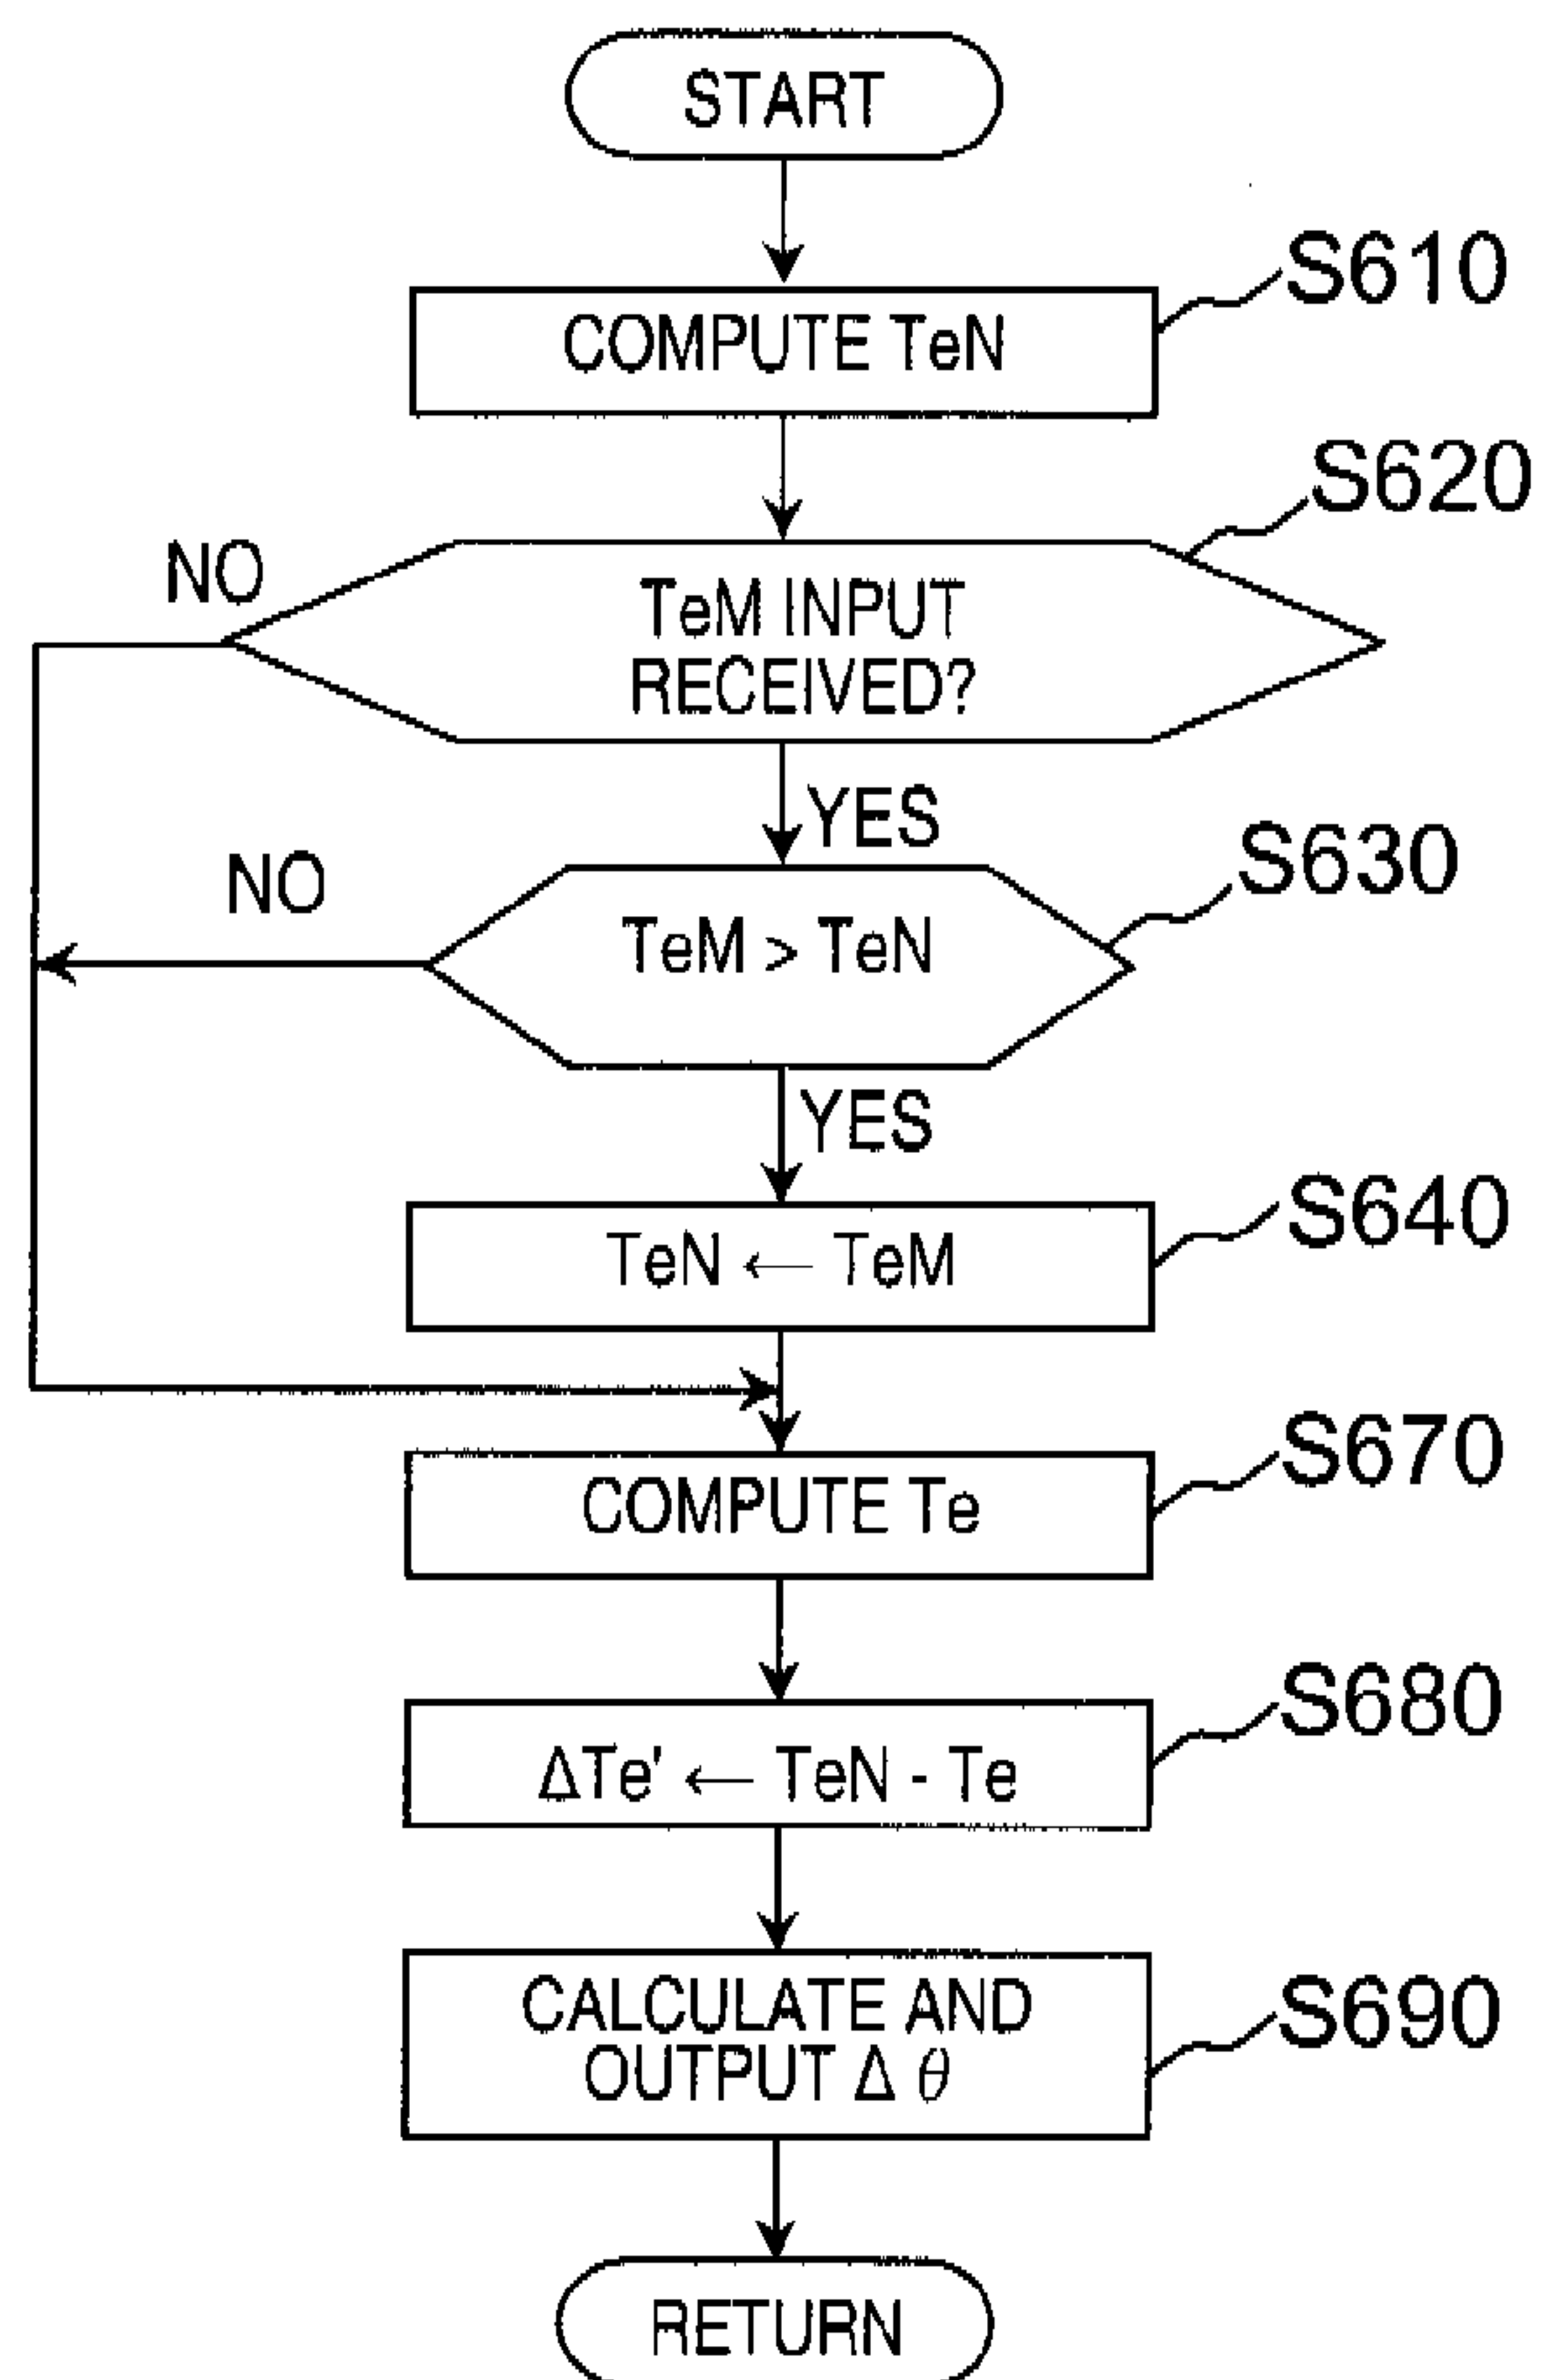 START
S610
COMPUTE TeN
S620
NO
TeM INPUT
RECEIVED?
YES
S630
NO
TeM > TeN
YES
S640
TeN ← TeM
S670
COMPUTE Te
S680
ΔTe' ← TeN - Te
S690
CALCULATE AND
OUTPUT Δ θ
RETURN